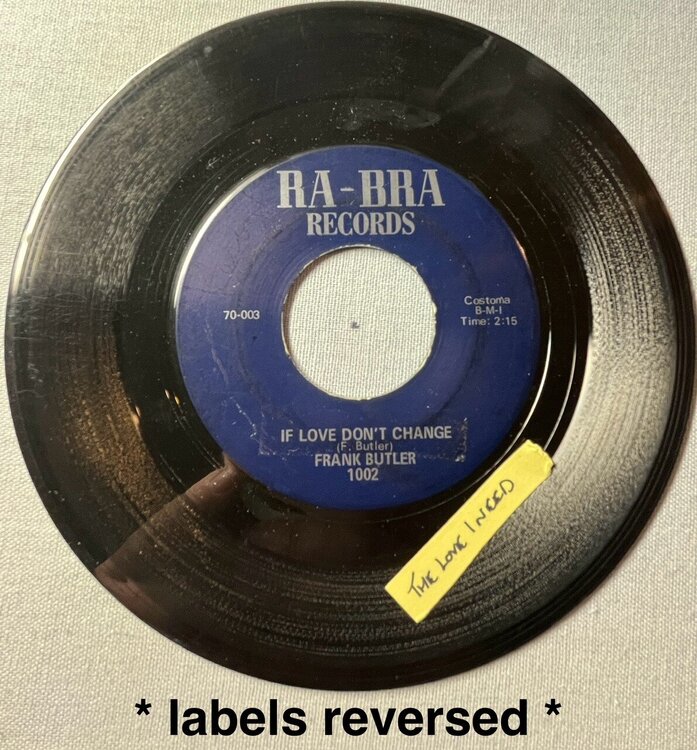 RA-BRA
RECORDS
70-003
Costoma
B-M-I
Time: 2:15
IF LOVE DON'T CHANGE
(F. Butler)
FRANK BUTLER
1002
THE LOVE I NEED
* labels reversed *